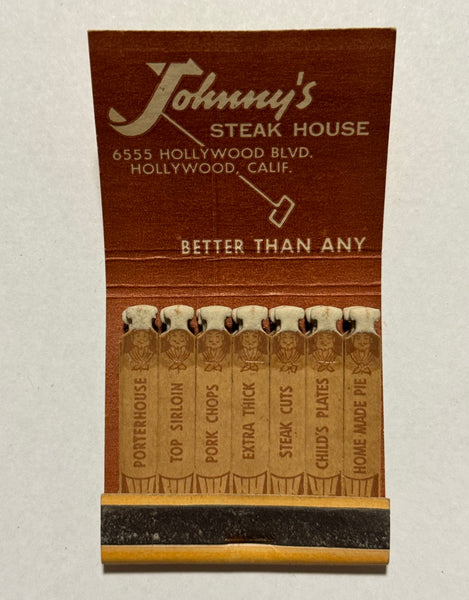 Johnny's
STEAK HOUSE
6555 HOLLYWOOD BLVD.
HOLLYWOOD, CALIF.
BETTER THAN ANY
PORTERHOUSE
TOP SIRLOIN
PORK CHOPS
EXTRA THICK
STEAK CUTS
CHILD'S PLATES
HOME MADE PIE